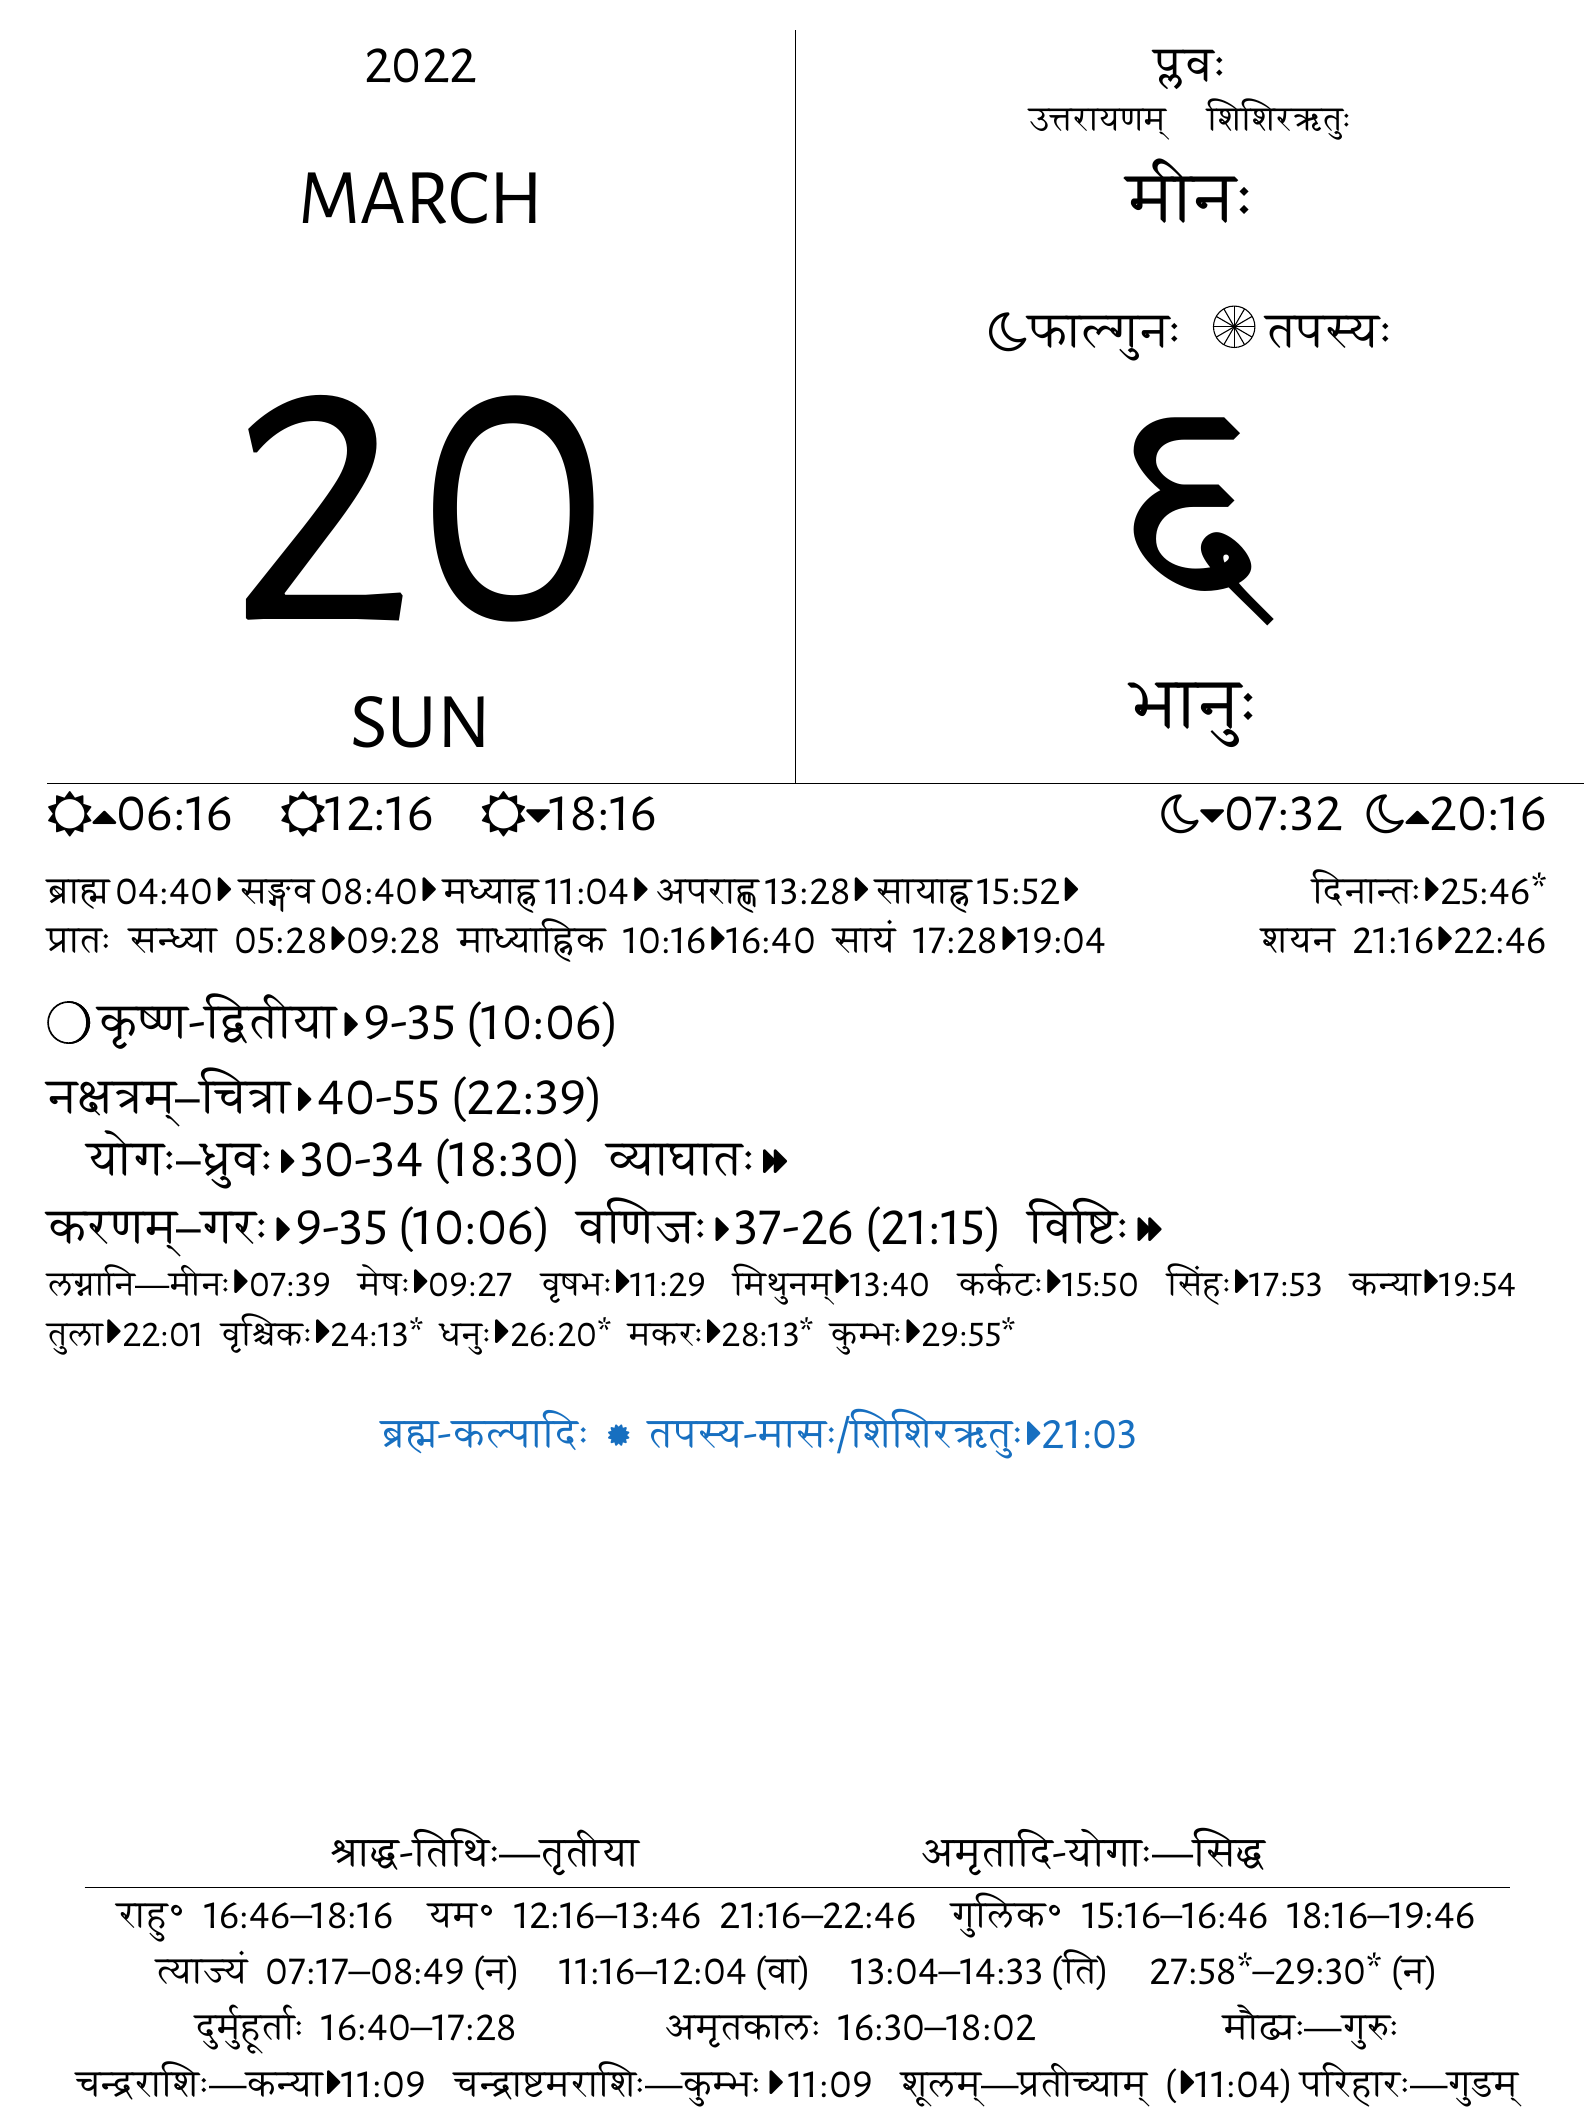 2022
MARCH
20
SUN
प्लवः
उत्तरायणम् शिशिरऋतुः
मीनः
फाल्गुनः तपस्यः
६
भानुः
06:16 12:16 18:16 07:32 20:16
ब्राह्म 04:40 सङ्गव 08:40 मध्याह्न 11:04 अपराह्ण 13:28 सायाह्न 15:52 दिनान्तः 25:46*
प्रातः सन्ध्या 05:28 09:28 माध्याह्निक 10:16 16:40 सायं 17:28 19:04 शयन 21:16 22:46
कृष्ण-द्वितीया 9-35 (10:06)
नक्षत्रम्–चित्रा 40-55 (22:39)
योगः–ध्रुवः 30-34 (18:30) व्याघातः
करणम्–गरः 9-35 (10:06) वणिजः 37-26 (21:15) विष्टिः
लग्नानि—मीनः 07:39 मेषः 09:27 वृषभः 11:29 मिथुनम् 13:40 कर्कटः 15:50 सिंहः 17:53 कन्या 19:54
तुला 22:01 वृश्चिकः 24:13* धनुः 26:20* मकरः 28:13* कुम्भः 29:55*
ब्रह्म-कल्पादिः तपस्य-मासः/शिशिरऋतुः 21:03
श्राद्ध-तिथिः—तृतीया अमृतादि-योगाः—सिद्ध
राहु॰ 16:46–18:16 यम॰ 12:16–13:46 21:16–22:46 गुलिक॰ 15:16–16:46 18:16–19:46
त्याज्यं 07:17–08:49 (न) 11:16–12:04 (वा) 13:04–14:33 (ति) 27:58*–29:30* (न)
दुर्मुहूर्ताः 16:40–17:28 अमृतकालः 16:30–18:02 मौढ्यः—गुरुः
चन्द्रराशिः—कन्या 11:09 चन्द्राष्टमराशिः—कुम्भः 11:09 शूलम्—प्रतीच्याम् ( 11:04) परिहारः—गुडम्